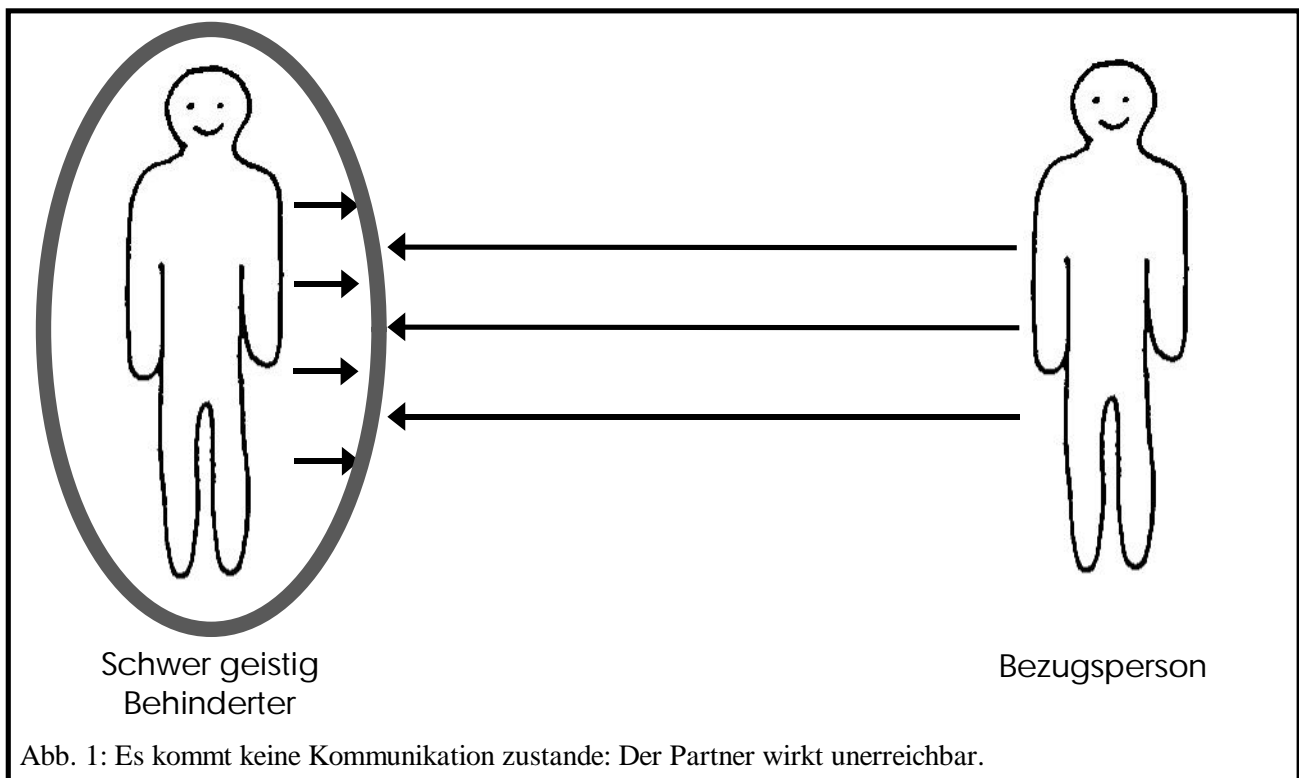 Schwer geistig
Behinderter
Bezugsperson
Abb. 1: Es kommt keine Kommunikation zustande: Der Partner wirkt unerreichbar.